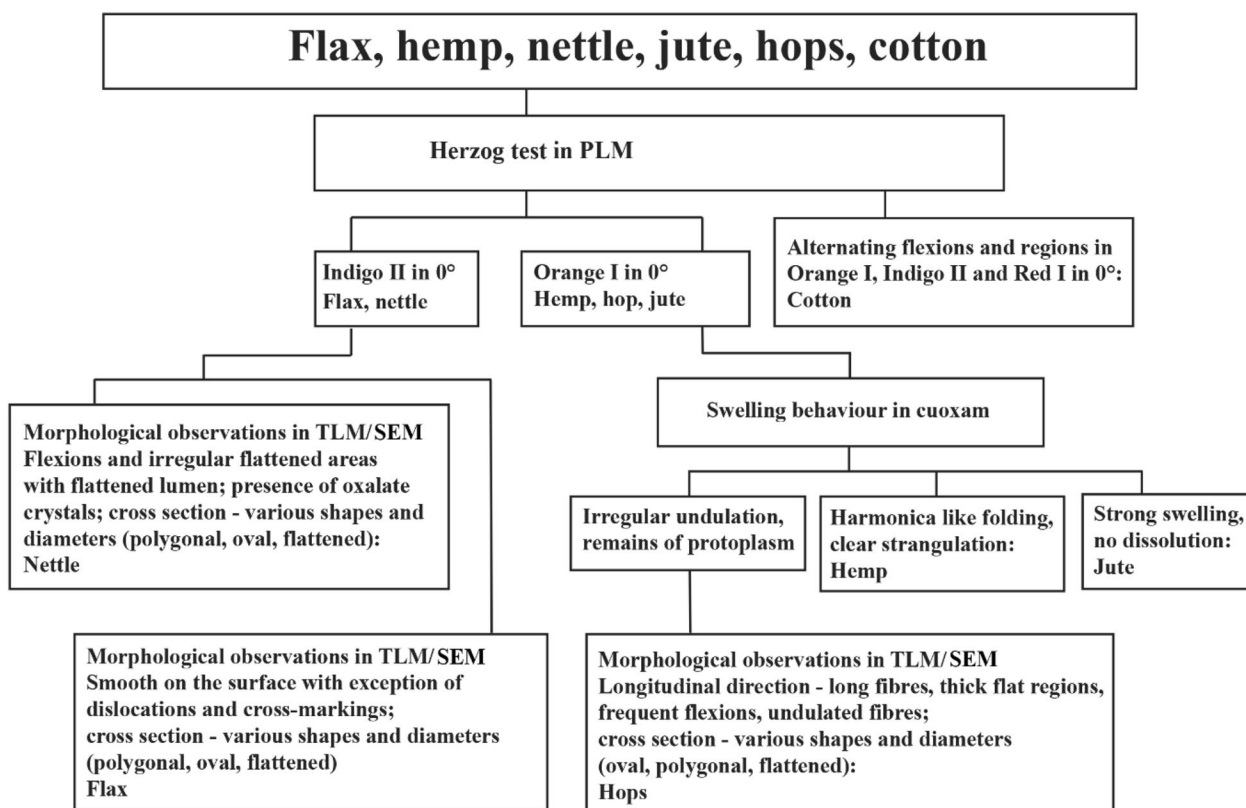 Flax, hemp, nettle, jute, hops, cotton
Herzog test in PLM
Indigo II in 0°
Flax, nettle
Orange I in 0°
Hemp, hop, jute
Alternating flexions and regions in
Orange I, Indigo II and Red I in 0°:
Cotton
Swelling behaviour in cuoxam
Morphological observations in TLM/SEM
Flexions and irregular flattened areas
with flattened lumen; presence of oxalate
crystals; cross section - various shapes and
diameters (polygonal, oval, flattened):
Nettle
Irregular undulation,
remains of protoplasm
Harmonica like folding,
clear strangulation:
Hemp
Strong swelling,
no dissolution:
Jute
Morphological observations in TLM/SEM
Smooth on the surface with exception of
dislocations and cross-markings;
cross section - various shapes and diameters
(polygonal, oval, flattened)
Flax
Morphological observations in TLM/SEM
Longitudinal direction - long fibres, thick flat regions,
frequent flexions, undulated fibres;
cross section - various shapes and diameters
(oval, polygonal, flattened):
Hops